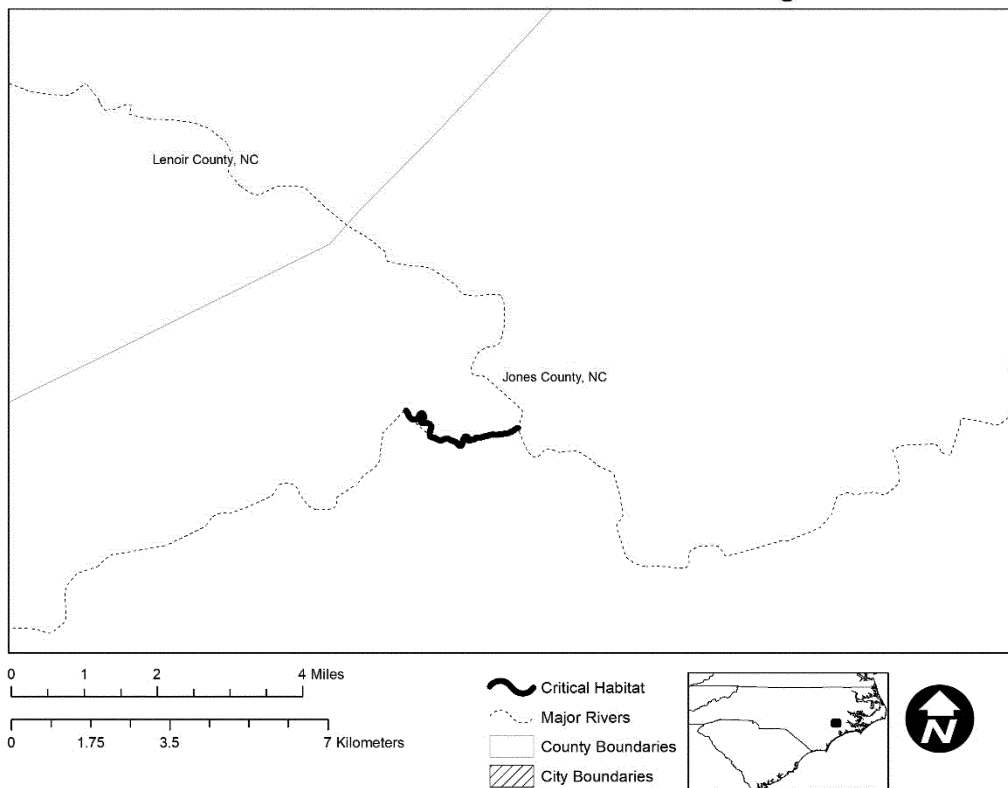 Lenoir County, NC
Jones County, NC
0 1 2 4 Miles
0 1.75 3.5 7 Kilometers
Critical Habitat
Major Rivers
County Boundaries
City Boundaries
N